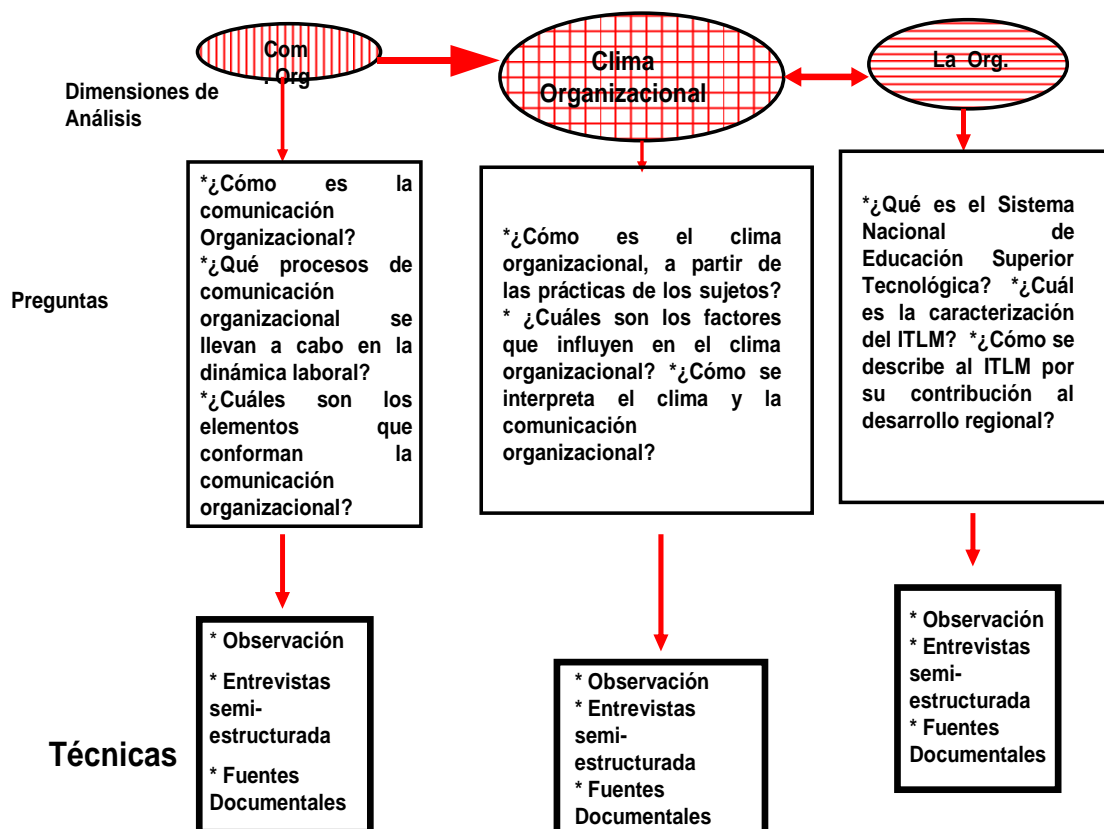 Com
. Org
Clima
Organizacional
La Org.
Dimensiones de
Análisis
*¿Cómo es la
comunicación
Organizacional?
*¿Qué procesos de
comunicación
organizacional se
llevan a cabo en la
dinámica laboral?
*¿Cuáles son los
elementos que
conforman la
comunicación
organizacional?
*¿Cómo es el clima
organizacional, a partir de
las prácticas de los sujetos?
* ¿Cuáles son los factores
que influyen en el clima
organizacional? *¿Cómo se
interpreta el clima y la
comunicación
organizacional?
*¿Qué es el Sistema
Nacional de
Educación Superior
Tecnológica? *¿Cuál
es la caracterización
del ITLM? *¿Cómo se
describe al ITLM por
su contribución al
desarrollo regional?
Preguntas
* Observación
* Entrevistas
semi-
estructurada
* Fuentes
Documentales
* Observación
* Entrevistas
semi-
estructurada
* Fuentes
Documentales
* Observación
* Entrevistas
semi-
estructurada
* Fuentes
Documentales
Técnicas